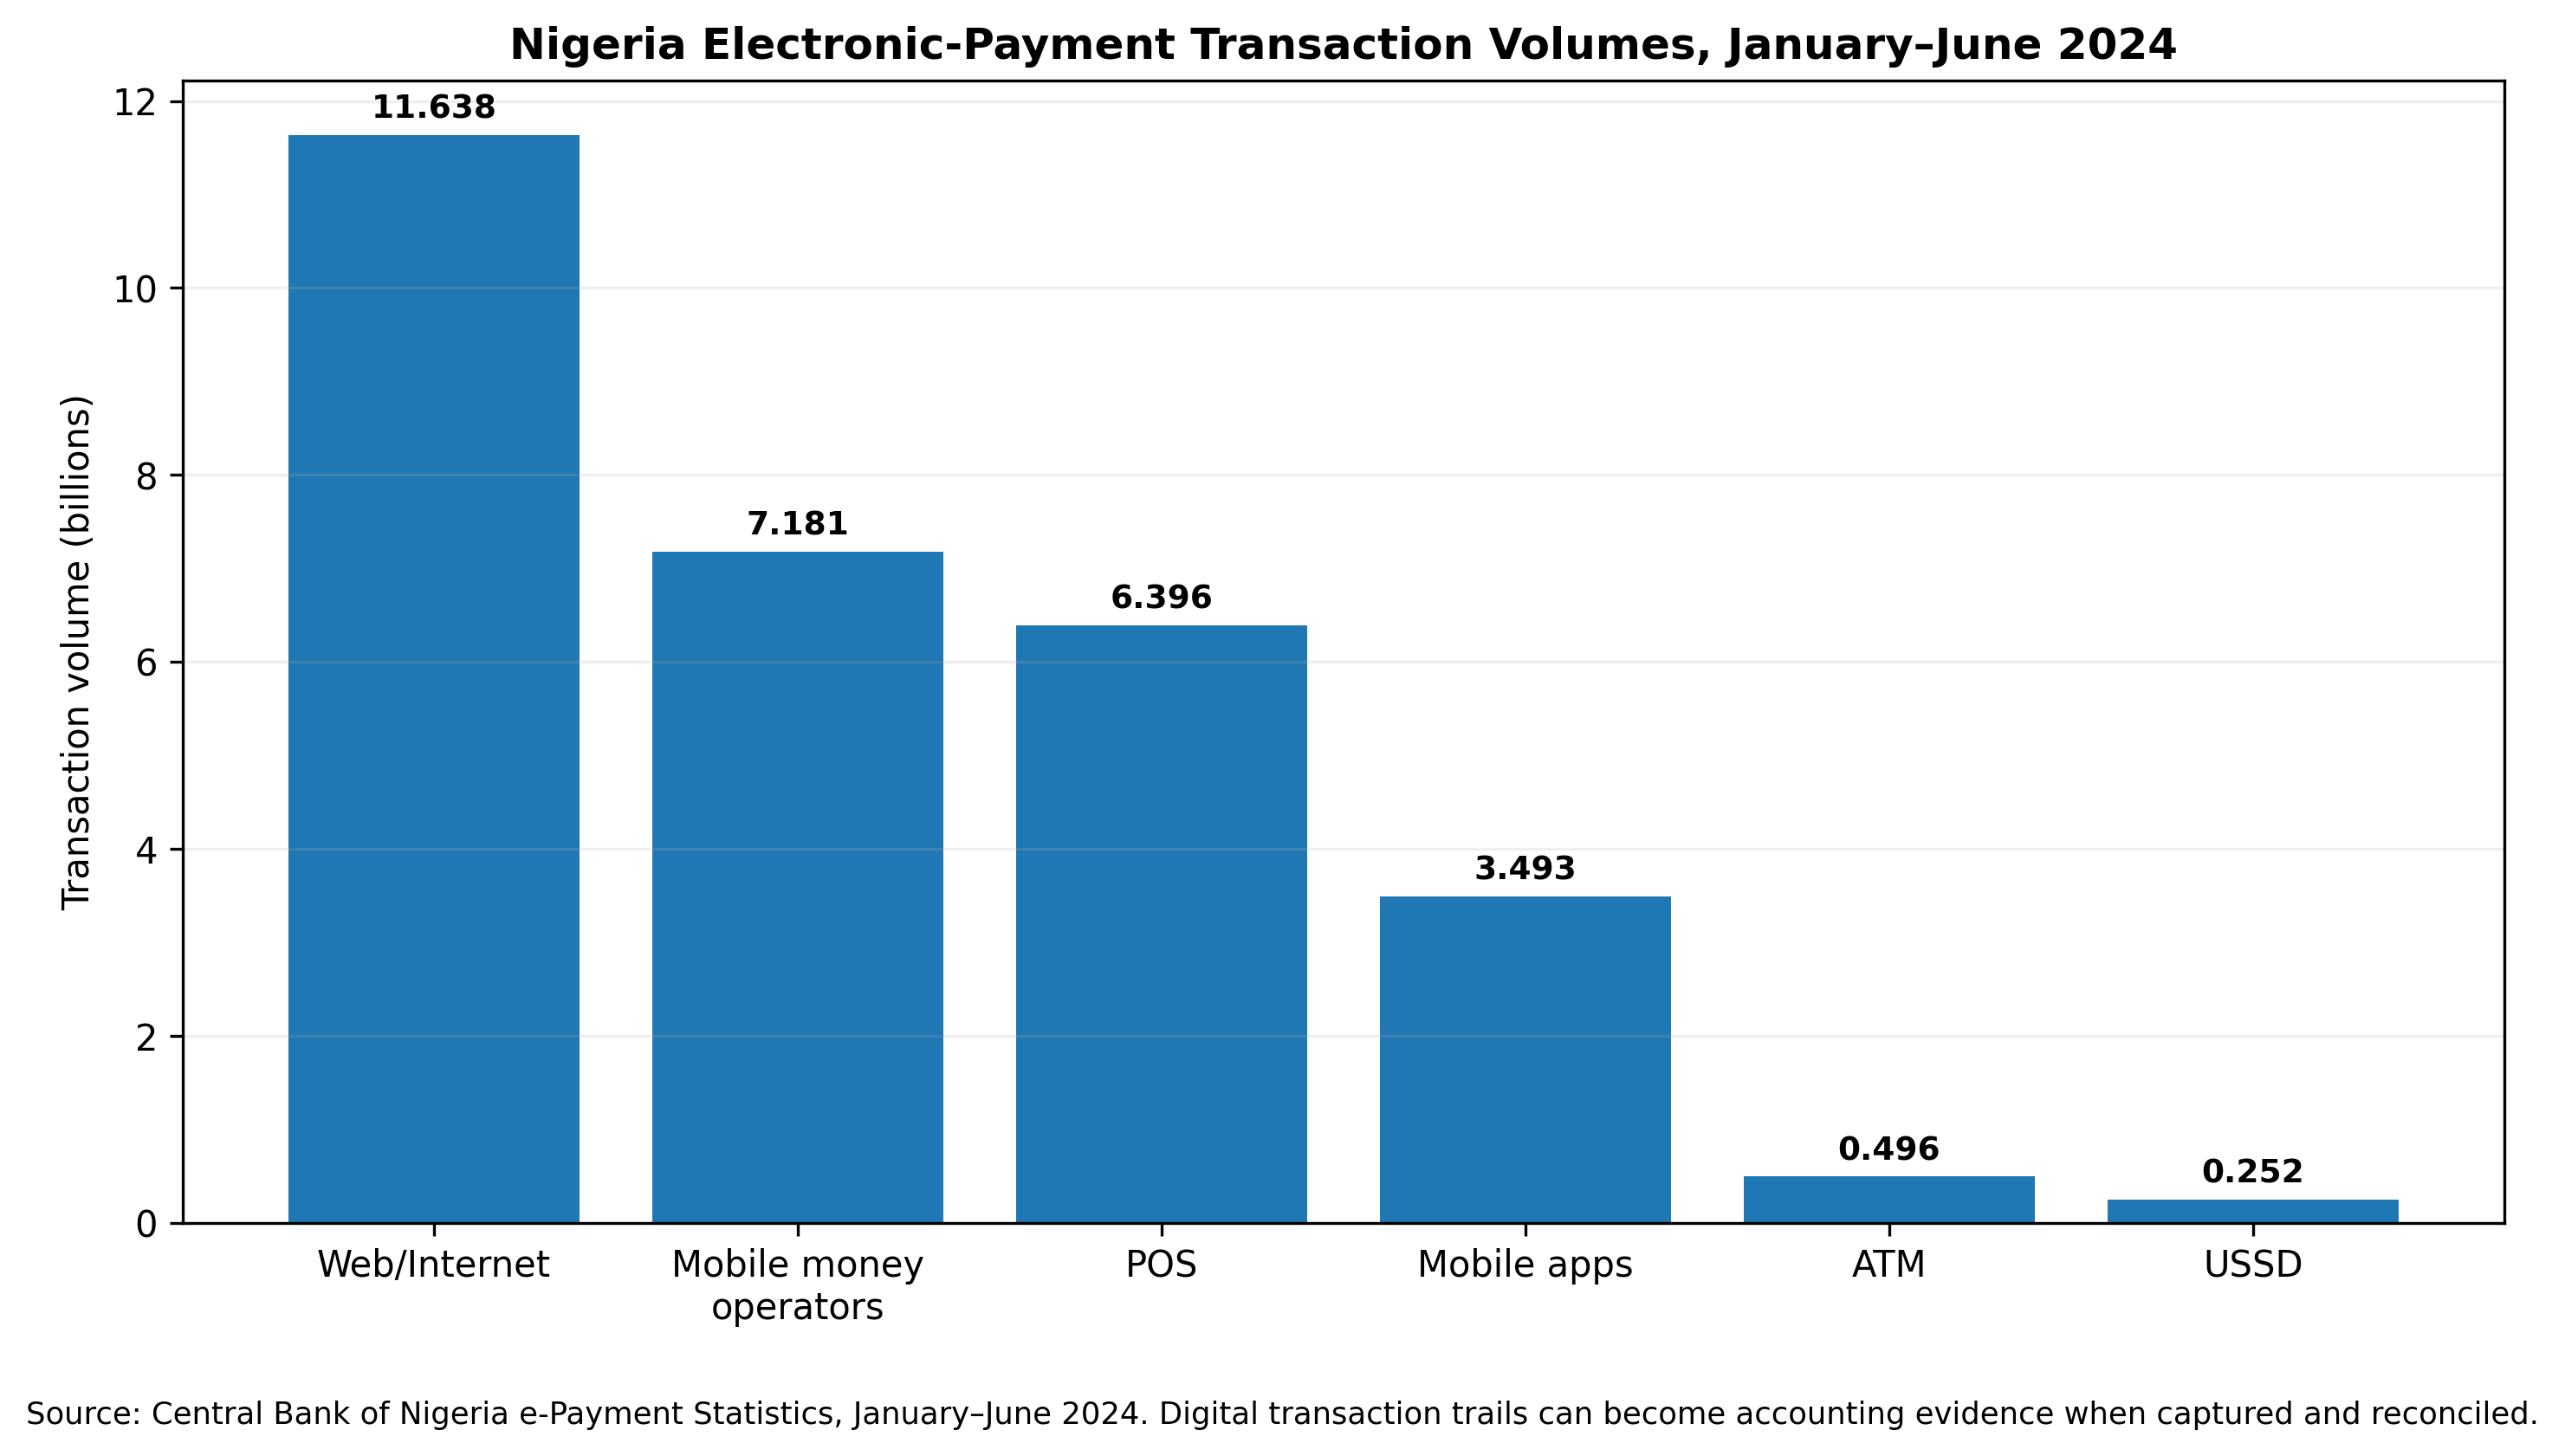 Nigeria Electronic-Payment Transaction Volumes, January–June 2024
Transaction volume (billions)
12
10
8
6
4
2
0
11.638
7.181
6.396
3.493
0.496
0.252
Web/Internet
Mobile money
operators
POS
Mobile apps
ATM
USSD
Source: Central Bank of Nigeria e-Payment Statistics, January–June 2024. Digital transaction trails can become accounting evidence when captured and reconciled.